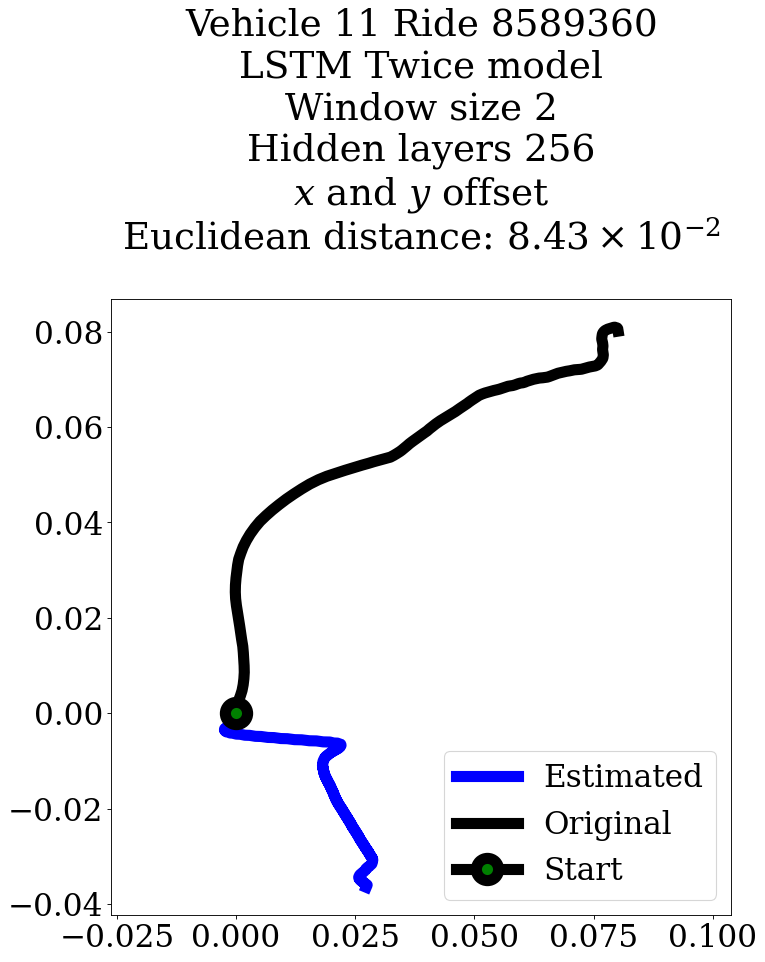 Vehicle 11 Ride 8589360
LSTM Twice model
Window size 2
Hidden layers 256
x and y offset
Euclidean distance: 8.43 × 10⁻²
0.08
0.06
0.04
0.02
0.00
−0.02
−0.04
Estimated
Original
Start
−0.025 0.000 0.025 0.050 0.075 0.100